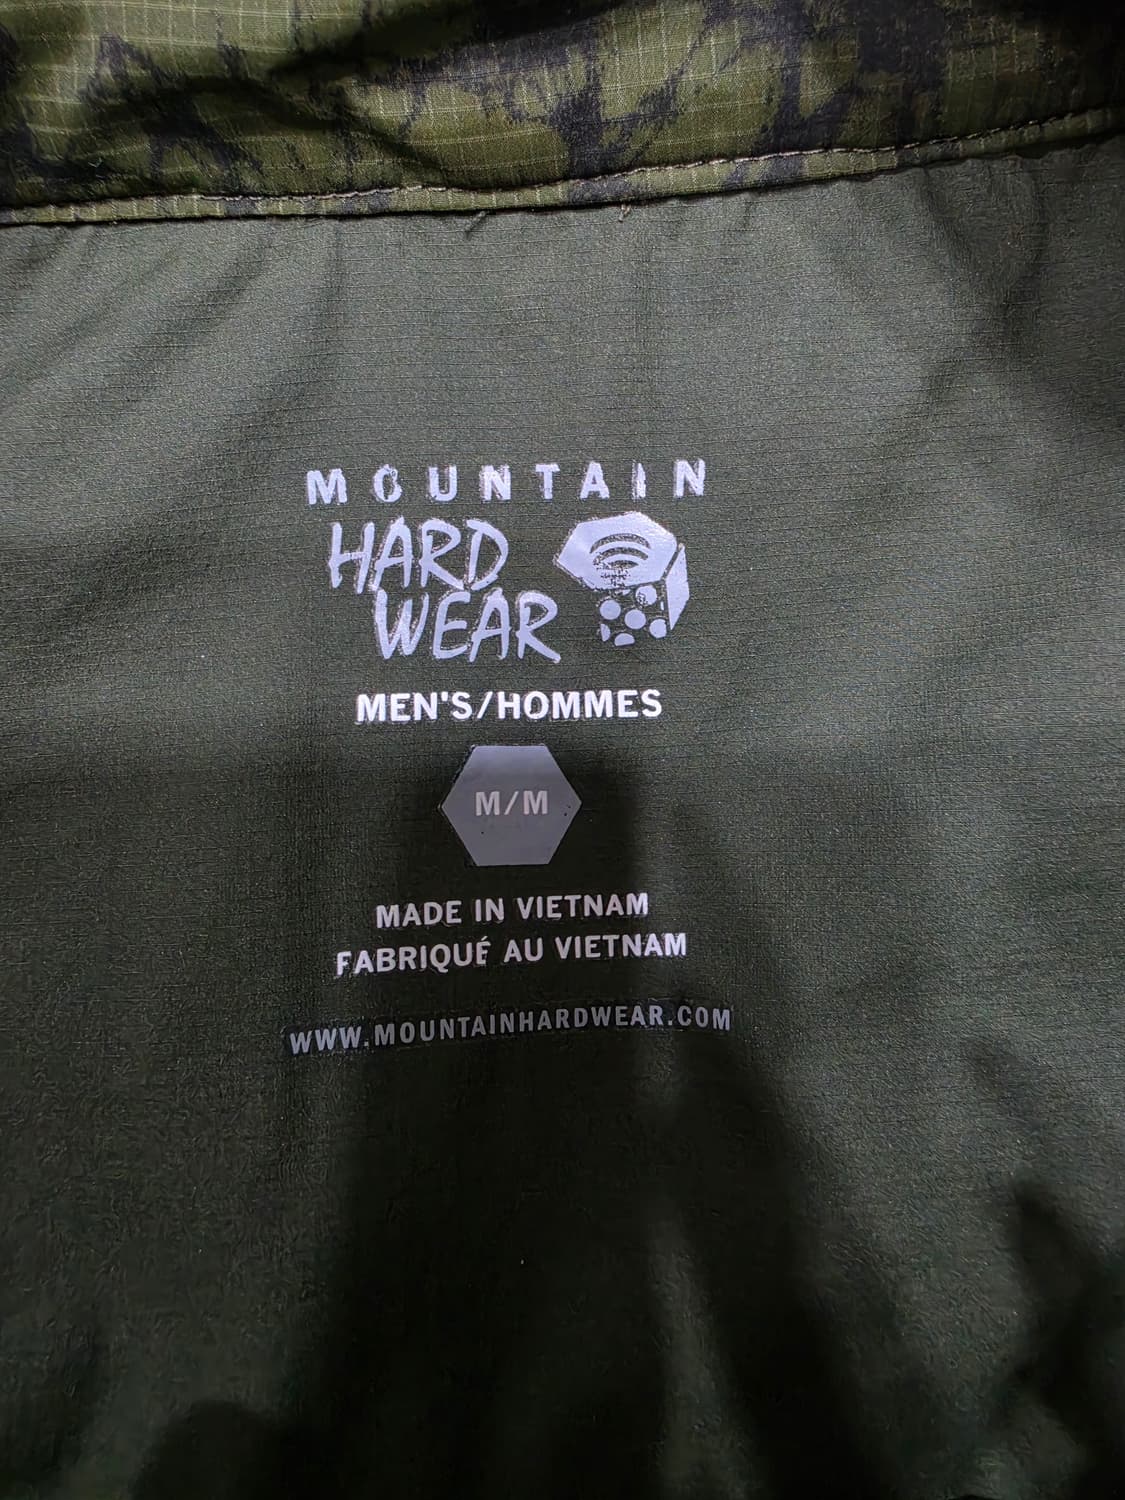 MOUNTAIN
HARD
WEAR
MEN'S/HOMMES
M/M
MADE IN VIETNAM
FABRIQUÉ AU VIETNAM
WWW.MOUNTAINHARDWEAR.COM